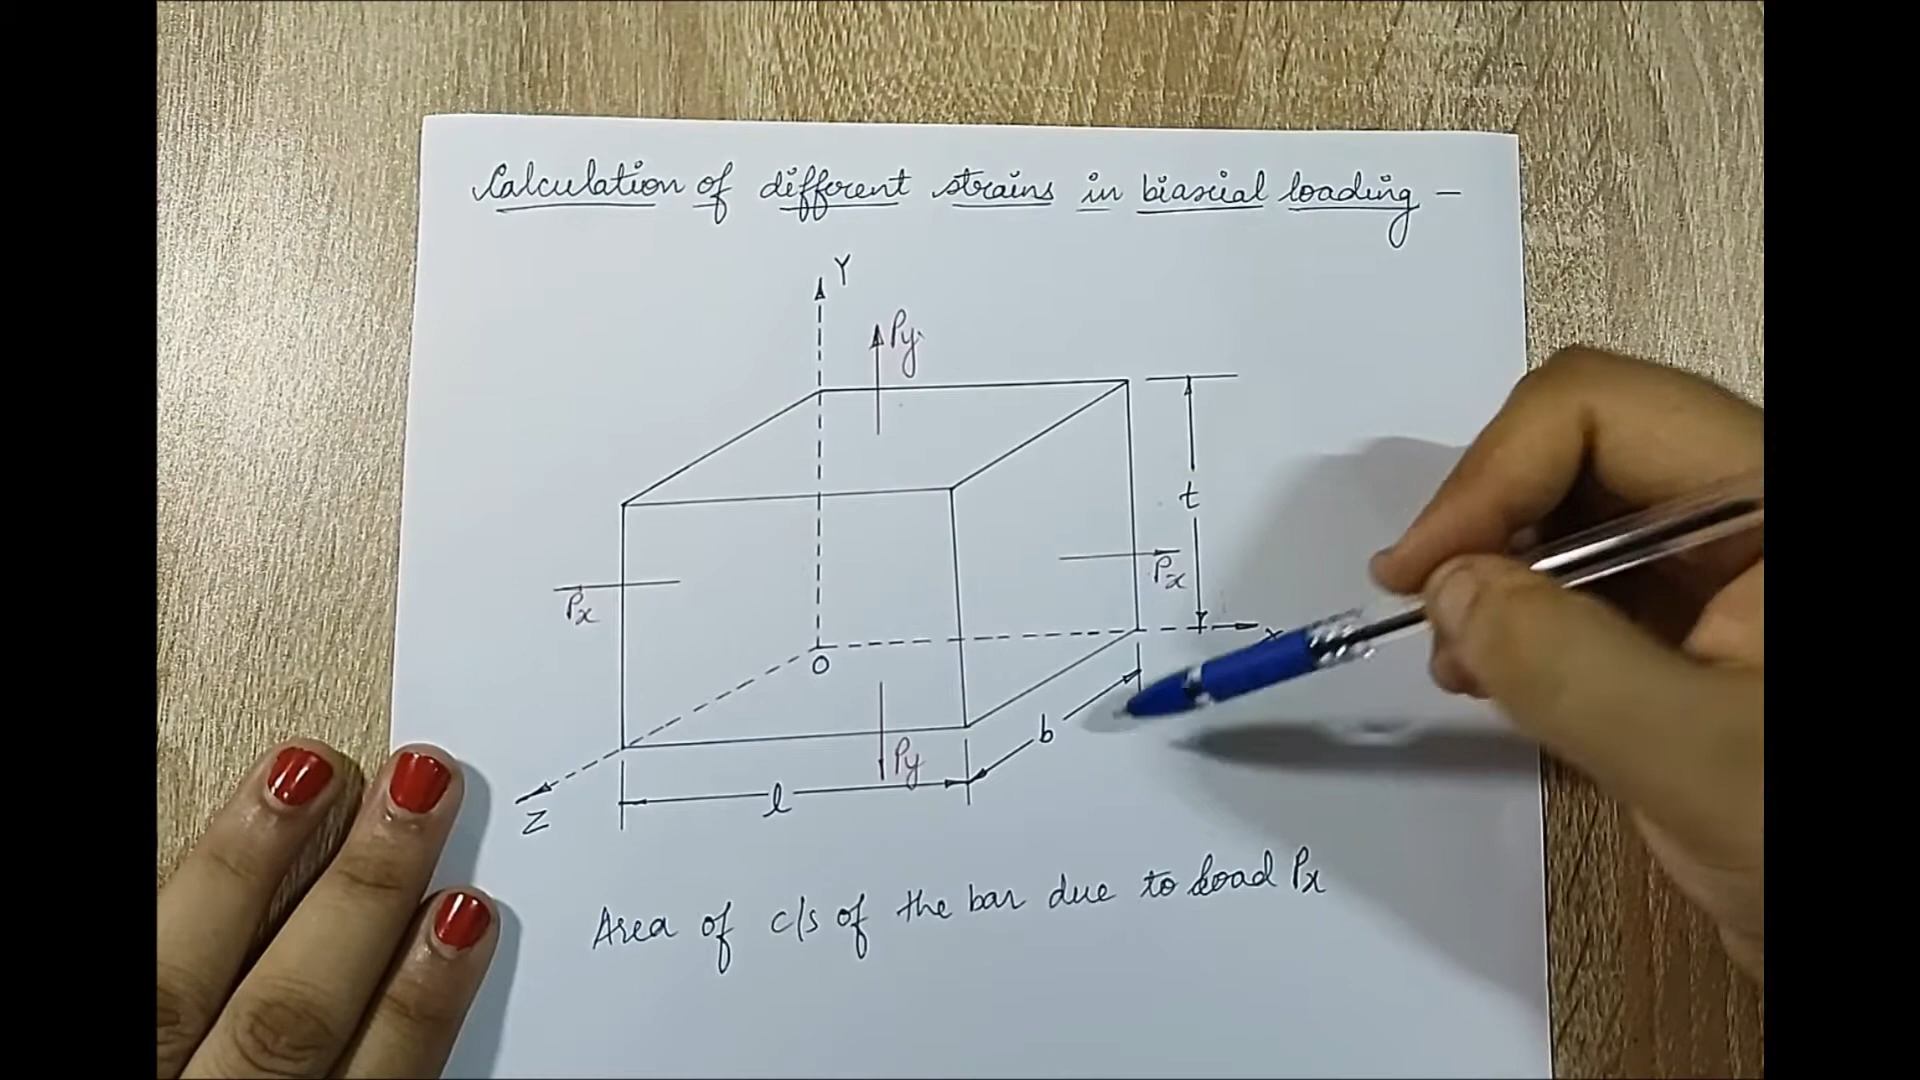 Calculation of different strains in biaxial loading -
Y
Py
t
Px
Px
x
O
b
Py
l
Z
Area of c/s of the bar due to load Px